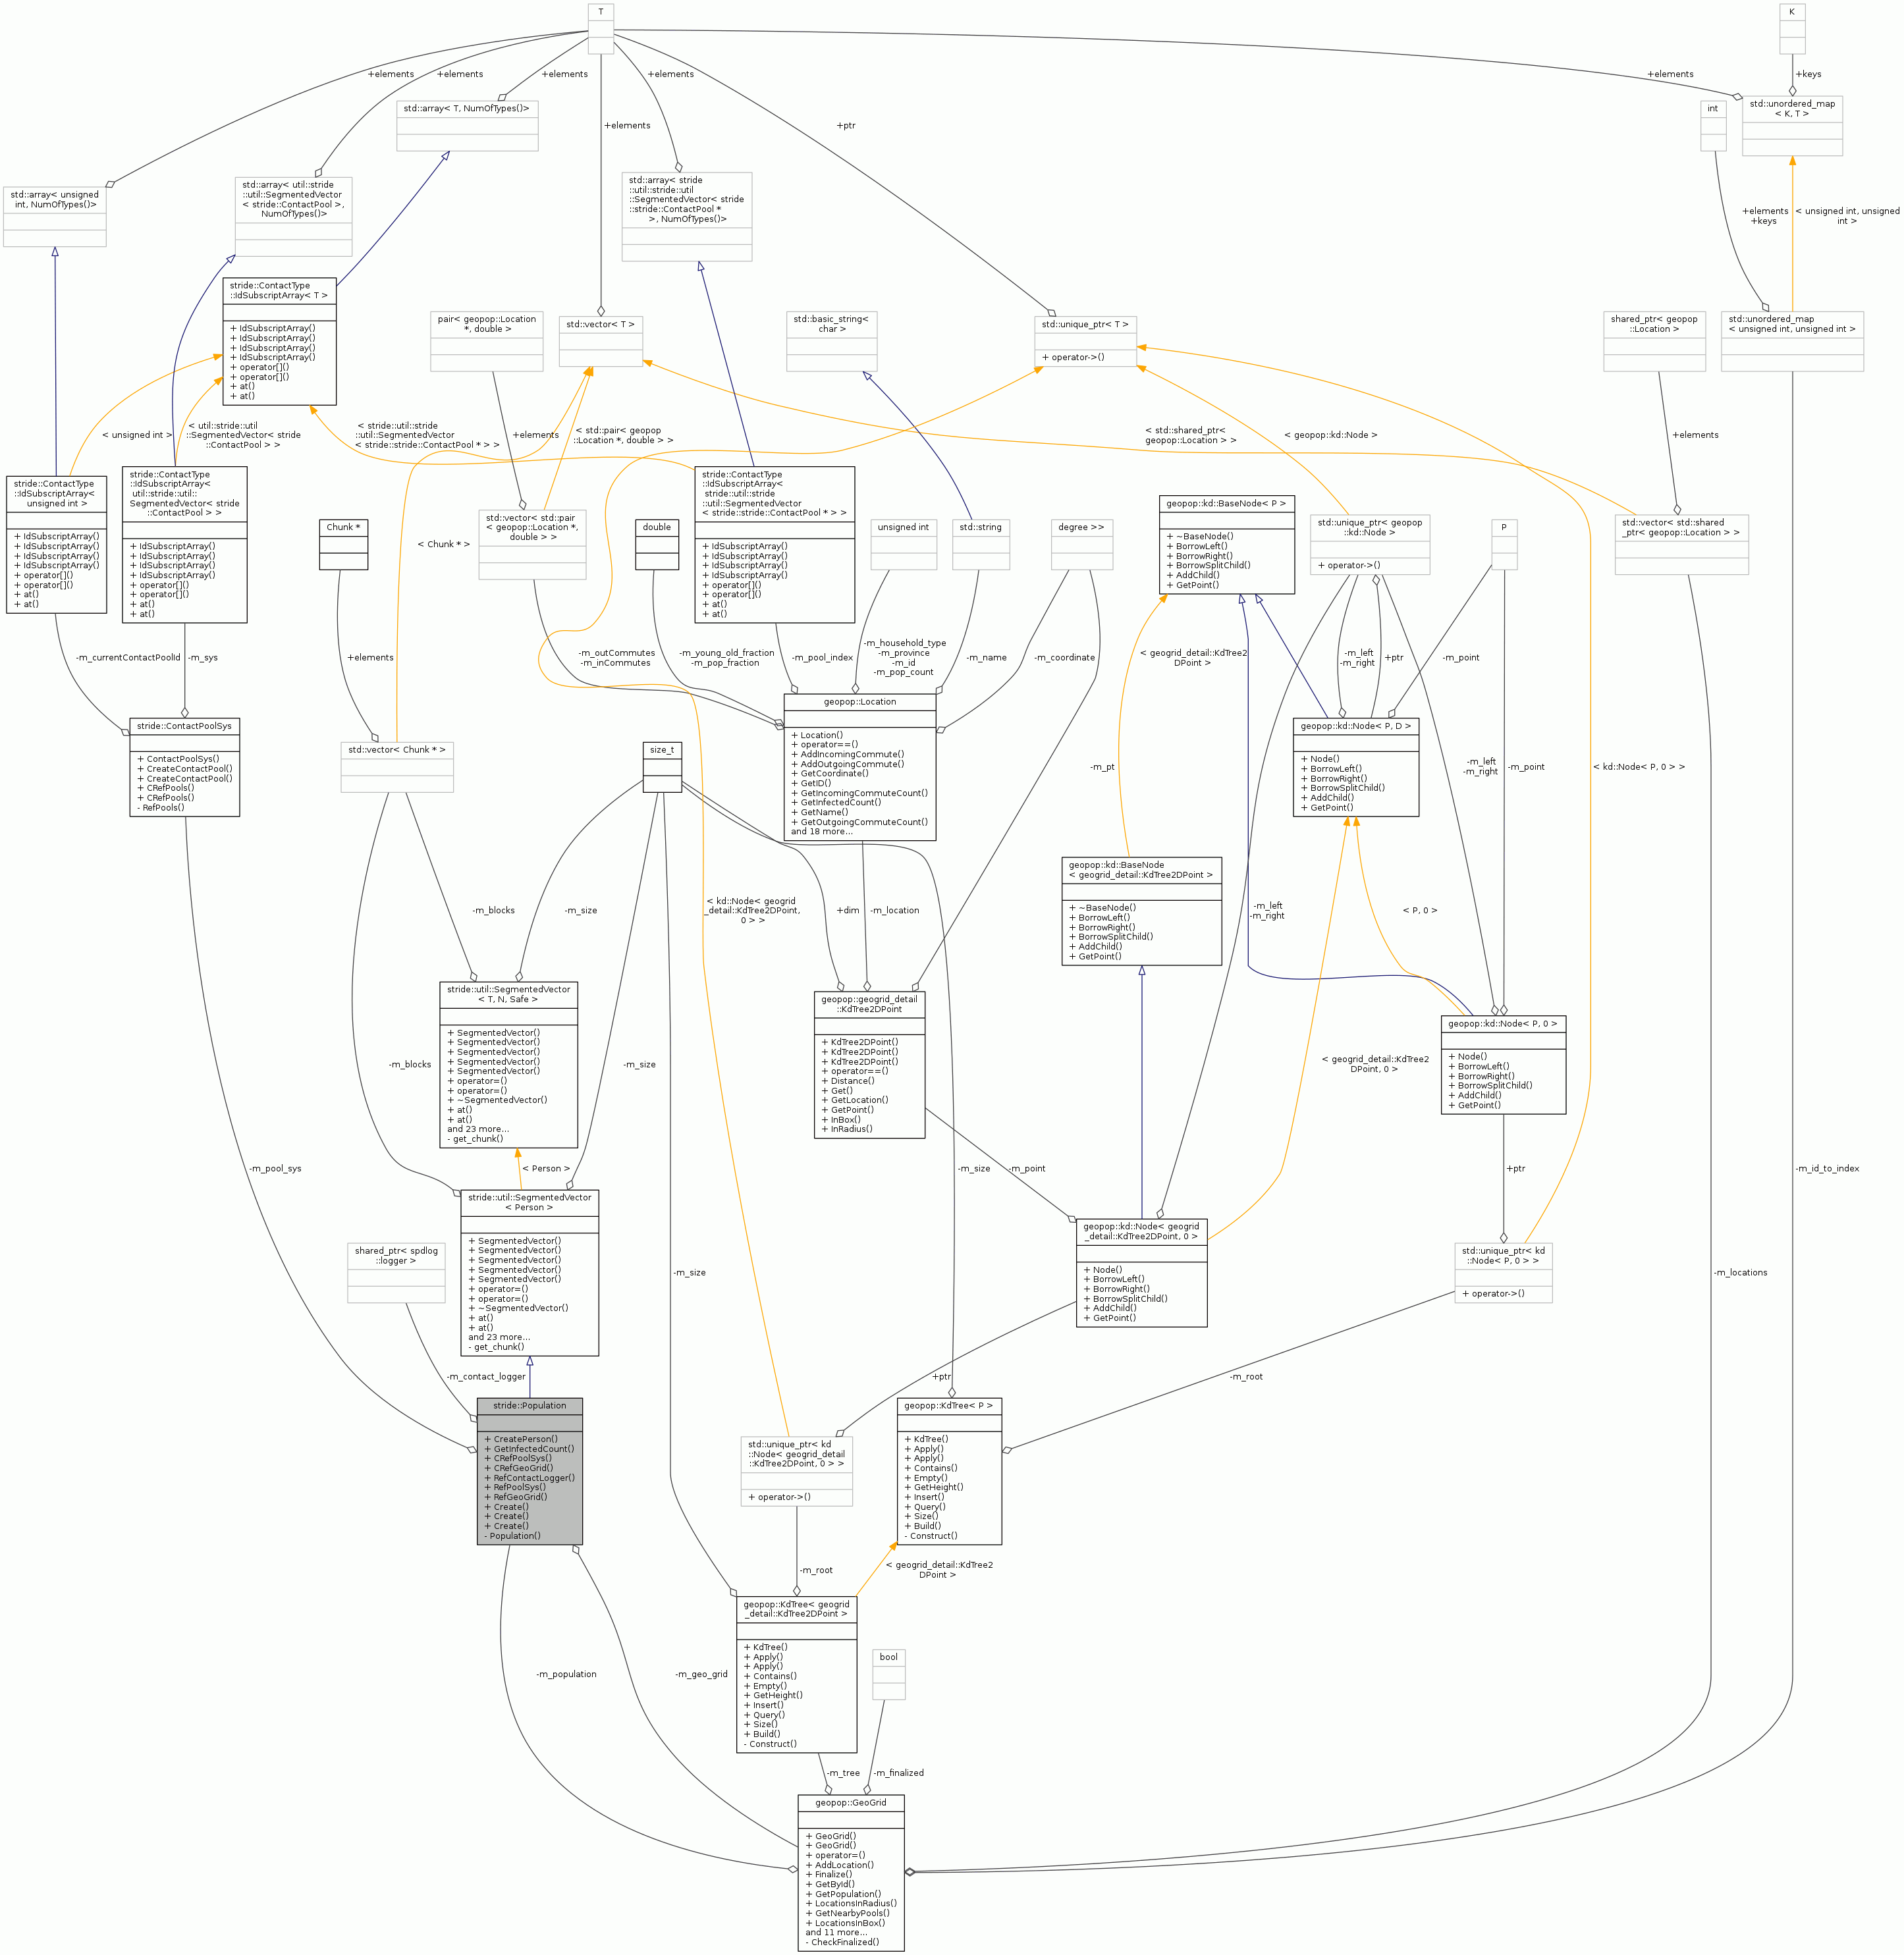 T
K
+elements
+elements
+elements
+elements
+elements
+keys
std::array< T, NumOfTypes()>
+elements
+ptr
int
std::unordered_map
< K, T >
std::array< unsigned
int, NumOfTypes()>
std::array< util::stride
::util::SegmentedVector
< stride::ContactPool >,
NumOfTypes()>
std::array< stride
::util::stride::util
::SegmentedVector< stride
::stride::ContactPool *
>, NumOfTypes()>
+elements
+keys
< unsigned int, unsigned
int >
stride::ContactType
::IdSubscriptArray< T >
+ IdSubscriptArray()
+ IdSubscriptArray()
+ IdSubscriptArray()
+ IdSubscriptArray()
+ operator[]()
+ operator[]()
+ at()
+ at()
pair< geopop::Location
*, double >
std::vector< T >
std::basic_string<
char >
std::unique_ptr< T >
+ operator->()
shared_ptr< geopop
::Location >
std::unordered_map
< unsigned int, unsigned int >
< unsigned int >
< util::stride::util
::SegmentedVector< stride
::ContactPool > >
< stride::util::stride
::util::SegmentedVector
< stride::stride::ContactPool * > >
+elements
< std::pair< geopop
::Location *, double > >
< std::shared_ptr<
geopop::Location > >
< geopop::kd::Node >
+elements
stride::ContactType
::IdSubscriptArray<
unsigned int >
+ IdSubscriptArray()
+ IdSubscriptArray()
+ IdSubscriptArray()
+ IdSubscriptArray()
+ operator[]()
+ operator[]()
+ at()
+ at()
stride::ContactType
::IdSubscriptArray<
util::stride::util::
SegmentedVector< stride
::ContactPool > >
+ IdSubscriptArray()
+ IdSubscriptArray()
+ IdSubscriptArray()
+ IdSubscriptArray()
+ operator[]()
+ operator[]()
+ at()
+ at()
Chunk *
< Chunk * >
std::vector< std::pair
< geopop::Location *,
double > >
double
stride::ContactType
::IdSubscriptArray<
stride::util::stride
::util::SegmentedVector
< stride::stride::ContactPool * > >
+ IdSubscriptArray()
+ IdSubscriptArray()
+ IdSubscriptArray()
+ IdSubscriptArray()
+ operator[]()
+ operator[]()
+ at()
+ at()
unsigned int
std::string
degree >>
geopop::kd::BaseNode< P >
+ ~BaseNode()
+ BorrowLeft()
+ BorrowRight()
+ BorrowSplitChild()
+ AddChild()
+ GetPoint()
std::unique_ptr< geopop
::kd::Node >
+ operator->()
P
std::vector< std::shared
_ptr< geopop::Location > >
-m_currentContactPoolId
-m_sys
+elements
-m_outCommutes
-m_inCommutes
-m_young_old_fraction
-m_pop_fraction
-m_pool_index
-m_household_type
-m_province
-m_id
-m_pop_count
-m_name
-m_coordinate
< geogrid_detail::KdTree2
DPoint >
-m_left
-m_right
+ptr
-m_point
stride::ContactPoolSys
+ ContactPoolSys()
+ CreateContactPool()
+ CreateContactPool()
+ CRefPools()
+ CRefPools()
- RefPools()
std::vector< Chunk * >
size_t
geopop::Location
+ Location()
+ operator==()
+ AddIncomingCommute()
+ AddOutgoingCommute()
+ GetCoordinate()
+ GetID()
+ GetIncomingCommuteCount()
+ GetInfectedCount()
+ GetName()
+ GetOutgoingCommuteCount()
and 18 more...
-m_pt
geopop::kd::Node< P, D >
+ Node()
+ BorrowLeft()
+ BorrowRight()
+ BorrowSplitChild()
+ AddChild()
+ GetPoint()
-m_left
-m_right
-m_point
< kd::Node< P, 0 > >
geopop::kd::BaseNode
< geogrid_detail::KdTree2DPoint >
+ ~BaseNode()
+ BorrowLeft()
+ BorrowRight()
+ BorrowSplitChild()
+ AddChild()
+ GetPoint()
-m_blocks
-m_size
< kd::Node< geogrid
_detail::KdTree2DPoint,
0 > >
+dim
-m_location
-m_left
-m_right
< P, 0 >
stride::util::SegmentedVector
< T, N, Safe >
+ SegmentedVector()
+ SegmentedVector()
+ SegmentedVector()
+ SegmentedVector()
+ SegmentedVector()
+ operator=()
+ operator=()
+ ~SegmentedVector()
+ at()
+ at()
and 23 more...
- get_chunk()
geopop::geogrid_detail
::KdTree2DPoint
+ KdTree2DPoint()
+ KdTree2DPoint()
+ KdTree2DPoint()
+ operator==()
+ Distance()
+ Get()
+ GetLocation()
+ GetPoint()
+ InBox()
+ InRadius()
geopop::kd::Node< P, 0 >
+ Node()
+ BorrowLeft()
+ BorrowRight()
+ BorrowSplitChild()
+ AddChild()
+ GetPoint()
-m_blocks
-m_size
< geogrid_detail::KdTree2
DPoint, 0 >
-m_pool_sys
< Person >
-m_size
-m_point
+ptr
-m_id_to_index
stride::util::SegmentedVector
< Person >
+ SegmentedVector()
+ SegmentedVector()
+ SegmentedVector()
+ SegmentedVector()
+ SegmentedVector()
+ operator=()
+ operator=()
+ ~SegmentedVector()
+ at()
+ at()
and 23 more...
- get_chunk()
shared_ptr< spdlog
::logger >
-m_size
geopop::kd::Node< geogrid
_detail::KdTree2DPoint, 0 >
+ Node()
+ BorrowLeft()
+ BorrowRight()
+ BorrowSplitChild()
+ AddChild()
+ GetPoint()
std::unique_ptr< kd
::Node< P, 0 > >
+ operator->()
-m_locations
-m_contact_logger
+ptr
-m_root
stride::Population
+ CreatePerson()
+ GetInfectedCount()
+ CRefPoolSys()
+ CRefGeoGrid()
+ RefContactLogger()
+ RefPoolSys()
+ RefGeoGrid()
+ Create()
+ Create()
+ Create()
- Population()
std::unique_ptr< kd
::Node< geogrid_detail
::KdTree2DPoint, 0 > >
+ operator->()
geopop::KdTree< P >
+ KdTree()
+ Apply()
+ Apply()
+ Contains()
+ Empty()
+ GetHeight()
+ Insert()
+ Query()
+ Size()
+ Build()
- Construct()
-m_root
< geogrid_detail::KdTree2
DPoint >
geopop::KdTree< geogrid
_detail::KdTree2DPoint >
+ KdTree()
+ Apply()
+ Apply()
+ Contains()
+ Empty()
+ GetHeight()
+ Insert()
+ Query()
+ Size()
+ Build()
- Construct()
bool
-m_population
-m_geo_grid
-m_tree
-m_finalized
geopop::GeoGrid
+ GeoGrid()
+ GeoGrid()
+ operator=()
+ AddLocation()
+ Finalize()
+ GetById()
+ GetPopulation()
+ LocationsInRadius()
+ GetNearbyPools()
+ LocationsInBox()
and 11 more...
- CheckFinalized()